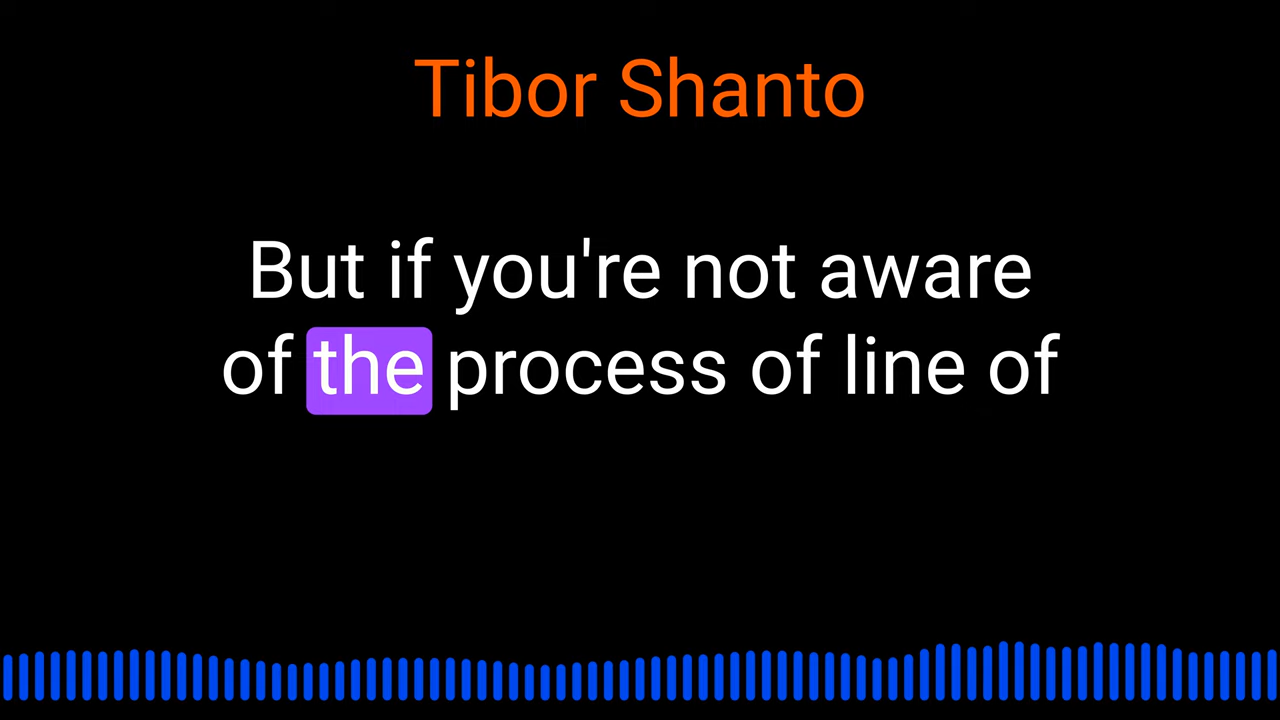 Tibor Shanto
But if you're not aware
of the process of line of